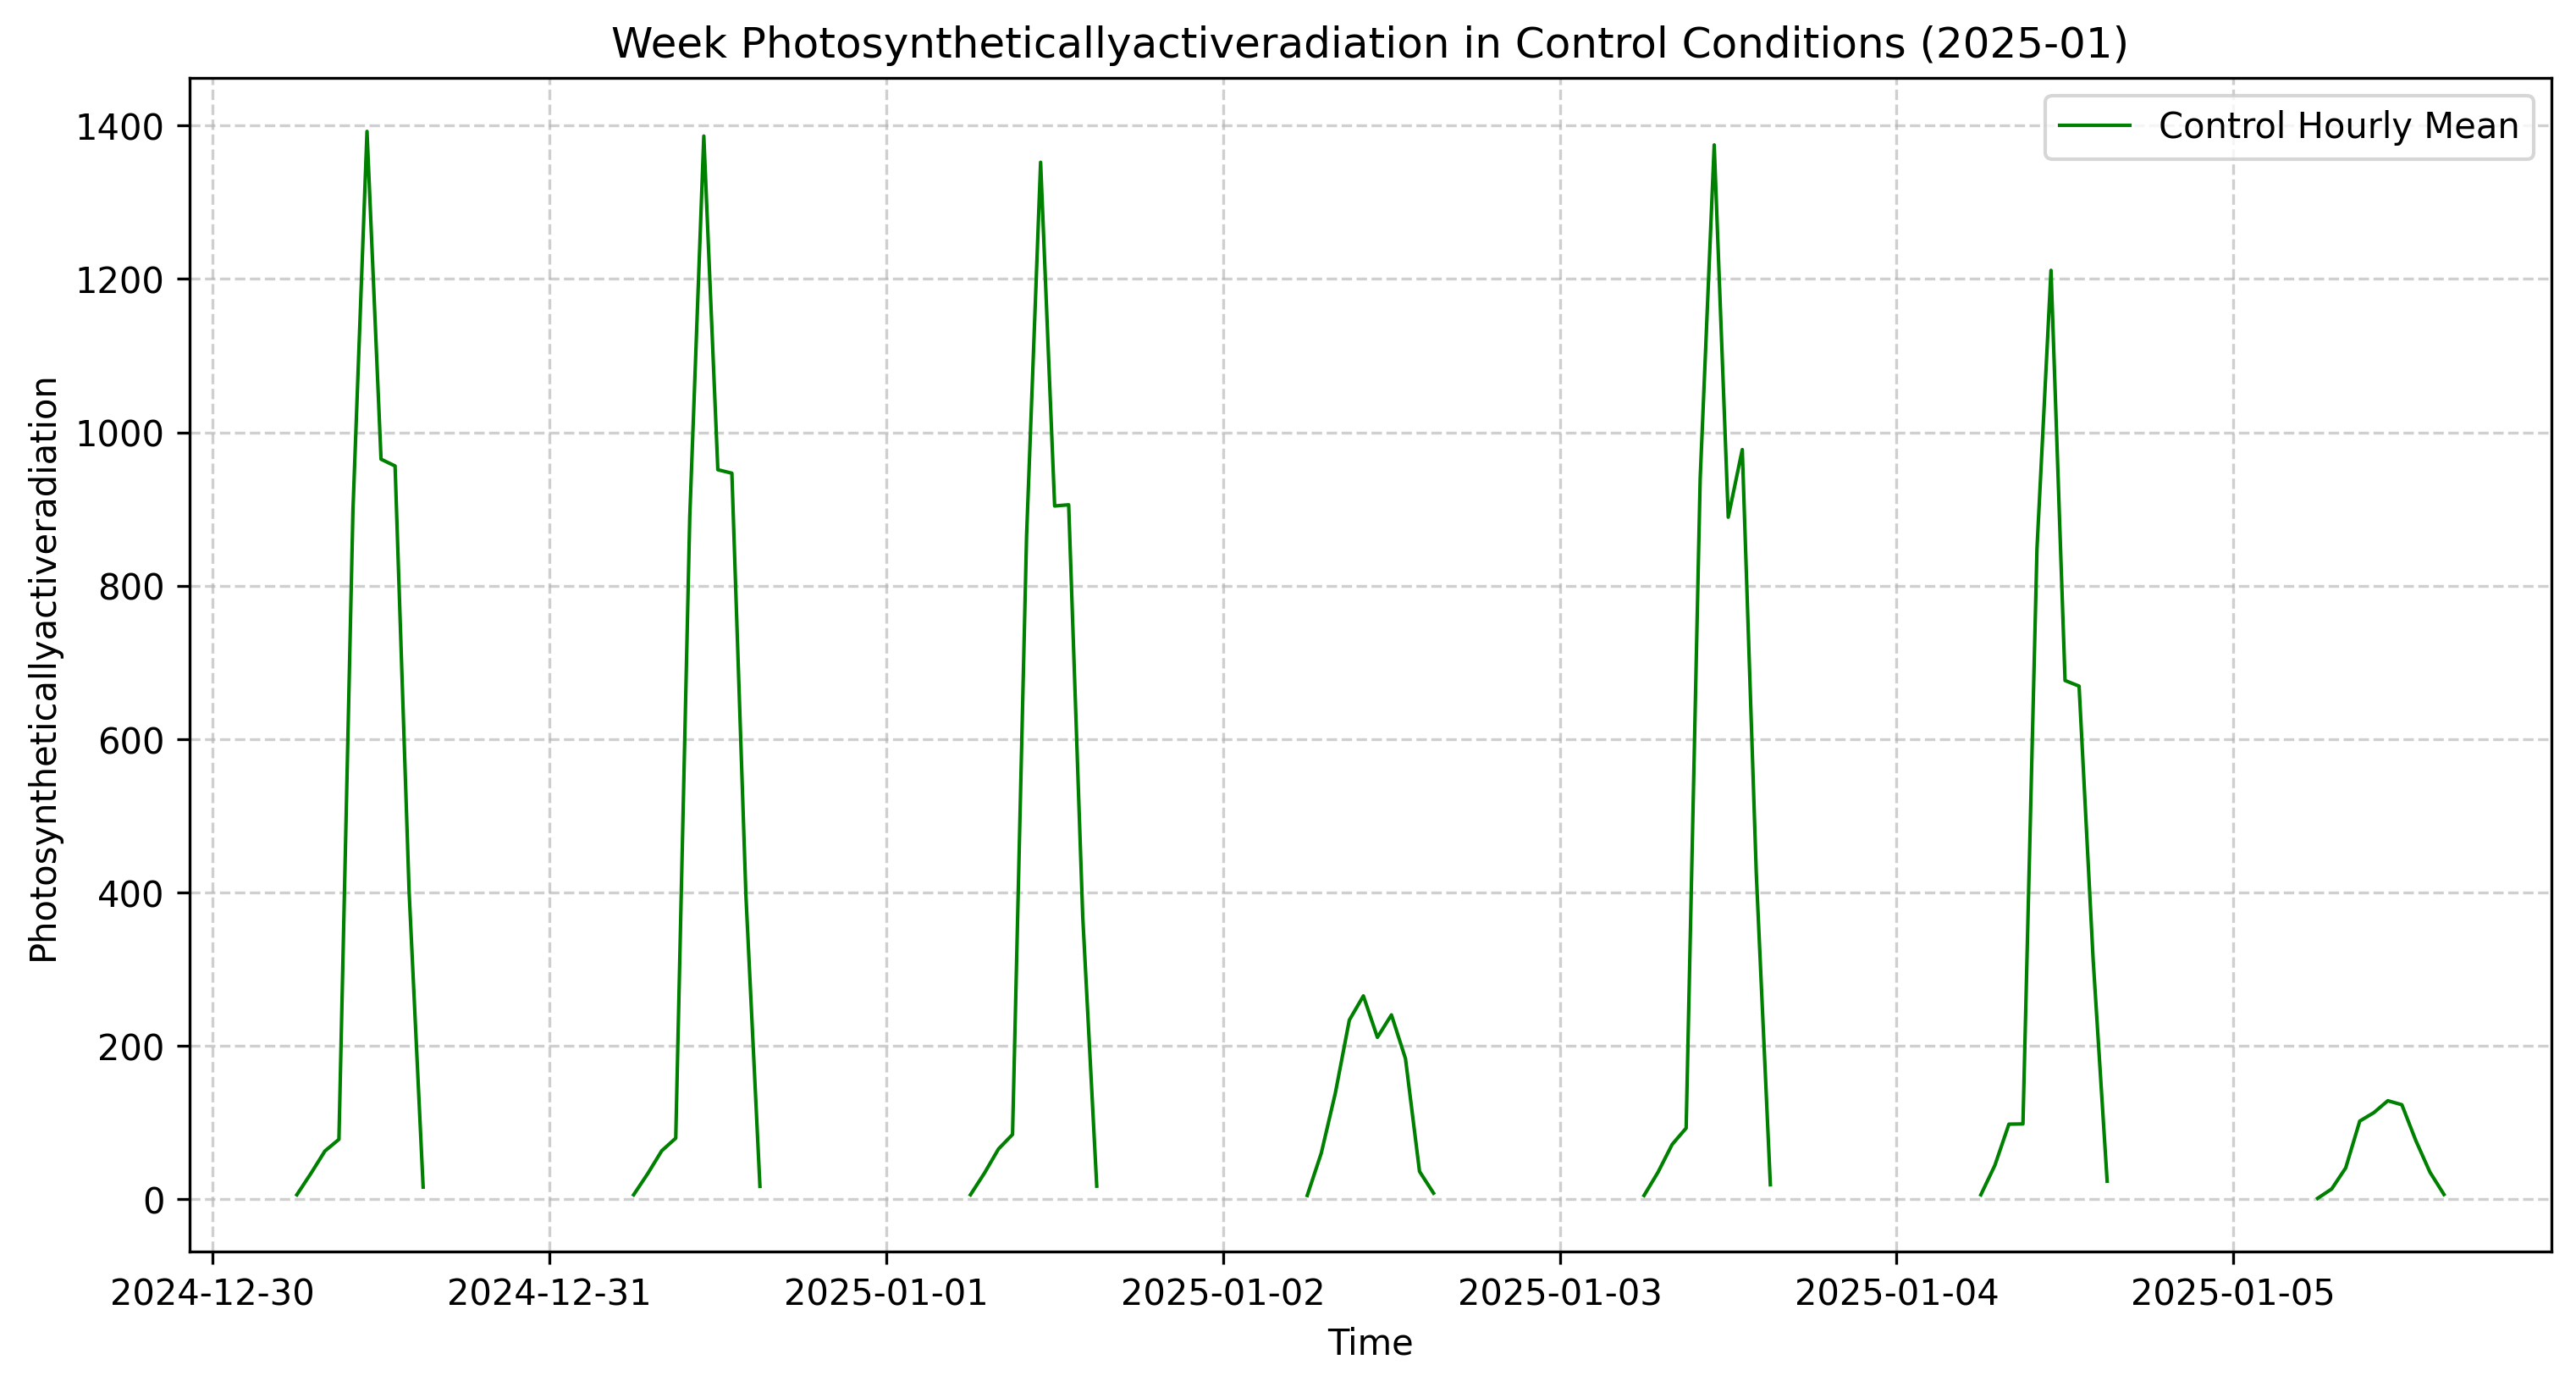 Week Photosyntheticallyactiveradiation in Control Conditions (2025-01)
Control Hourly Mean
Photosyntheticallyactiveradiation
1400
1200
1000
800
600
400
200
0
2024-12-30 2024-12-31 2025-01-01 2025-01-02 2025-01-03 2025-01-04 2025-01-05
Time